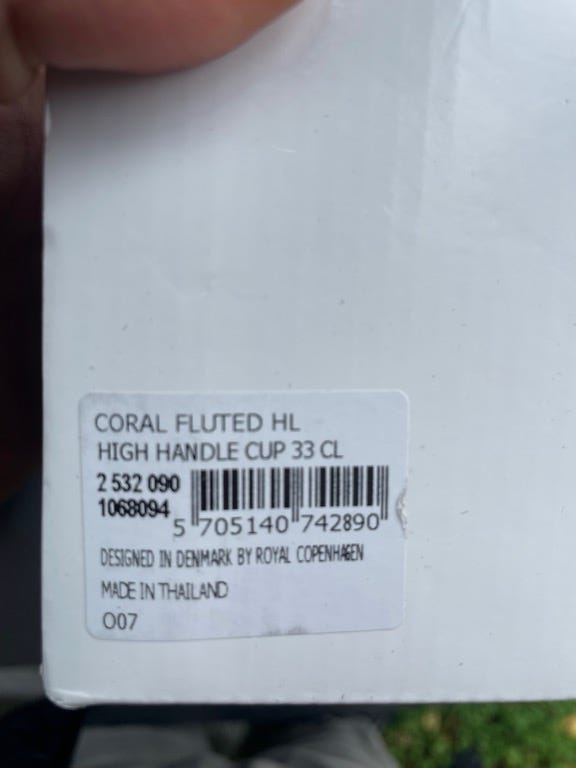 CORAL FLUTED HL
HIGH HANDLE CUP 33 CL
2 532 090
1068094
5 705140 742890
DESIGNED IN DENMARK BY ROYAL COPENHAGEN
MADE IN THAILAND
O07